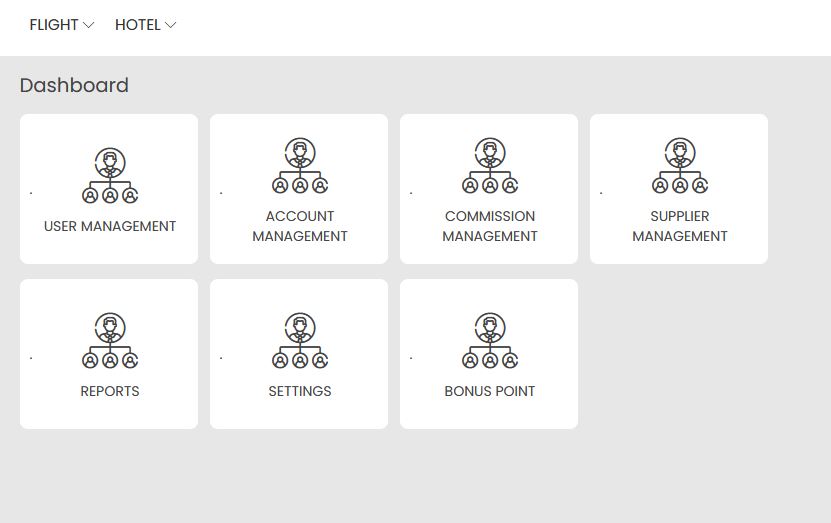 FLIGHT HOTEL
Dashboard
USER MANAGEMENT
ACCOUNT
MANAGEMENT
COMMISSION
MANAGEMENT
SUPPLIER
MANAGEMENT
REPORTS
SETTINGS
BONUS POINT